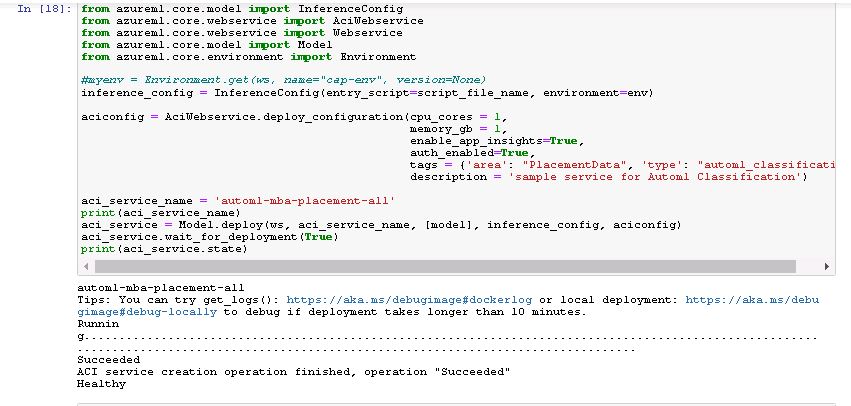 In [18]: from azureml.core.model import InferenceConfig
from azureml.core.webservice import AciWebservice
from azureml.core.webservice import Webservice
from azureml.core.model import Model
from azureml.core.environment import Environment
#myenv = Environment.get(ws, name="cap-env", version=None)
inference_config = InferenceConfig(entry_script=script_file_name, environment=env)
aciconfig = AciWebservice.deploy_configuration(cpu_cores = 1,
memory_gb = 1,
enable_app_insights=True,
auth_enabled=True,
tags = {'area': "PlacementData", 'type': "automl_classificati
description = 'sample service for Automl Classification')
aci_service_name = 'automl-mba-placement-all'
print(aci_service_name)
aci_service = Model.deploy(ws, aci_service_name, [model], inference_config, aciconfig)
aci_service.wait_for_deployment(True)
print(aci_service.state)
automl-mba-placement-all
Tips: You can try get_logs(): https://aka.ms/debugimage#dockerlog or local deployment: https://aka.ms/debu
gimage#debug-locally to debug if deployment takes longer than 10 minutes.
Runnin
g.........................................................................................................
................................................................................
Succeeded
ACI service creation operation finished, operation "Succeeded"
Healthy